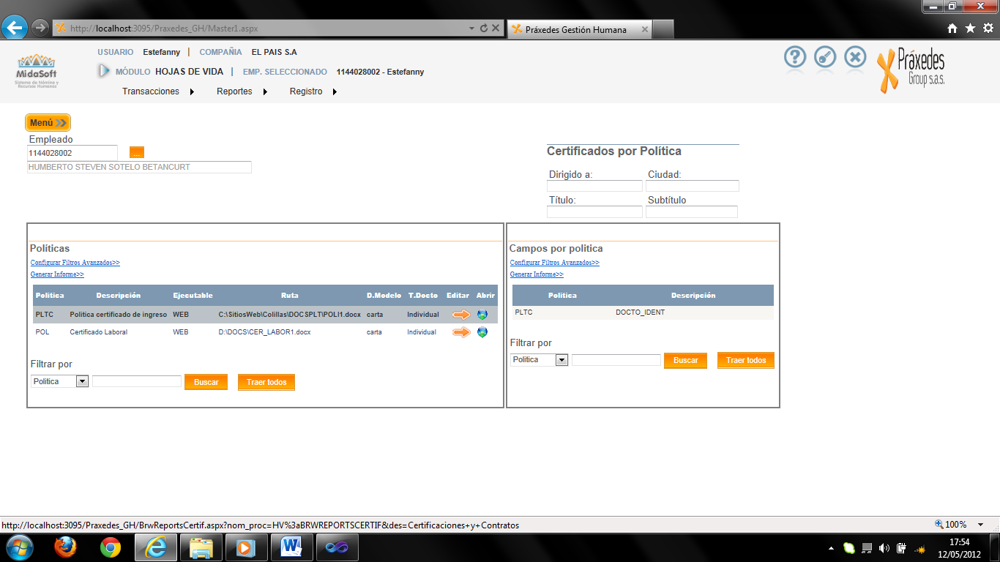 http://localhost:3095/Praxedes_GH/Master1.aspx
Práxedes Gestión Humana
MidaSoft
Sistema de Nómina y
Recursos Humanos
USUARIO Estefanny | COMPAÑIA EL PAIS S.A
MÓDULO HOJAS DE VIDA | EMP. SELECCIONADO 1144028002 - Estefanny
Transacciones Reportes Registro
Práxedes
Group s.a.s.
Menú >>
Empleado
1144028002 ...
HUMBERTO STEVEN SOTELO BETANCURT
Certificados por Política
Dirigido a: Ciudad:
Título: Subtítulo
Políticas
Configurar Filtros Avanzados>>
Generar Informe>>
Politica Descripción Ejecutable Ruta D.Modelo T.Docto Editar Abrir
PLTC Politica certificado de ingreso WEB C:\SitiosWeb\Colillas\DOCSPLT\POLI1.docx carta Individual
POL Certificado Laboral WEB D:\DOCS\CER_LABOR1.docx carta Individual
Filtrar por
Politica Buscar Traer todos
Campos por politica
Configurar Filtros Avanzados>>
Generar Informe>>
Politica Descripción
PLTC DOCTO_IDENT
Filtrar por
Politica Buscar Traer todos
http://localhost:3095/Praxedes_GH/BrwReportsCertif.aspx?nom_proc=HV%3aBRWREPORTSCERTIF&des=Certificaciones+y+Contratos
100%
17:54
12/05/2012